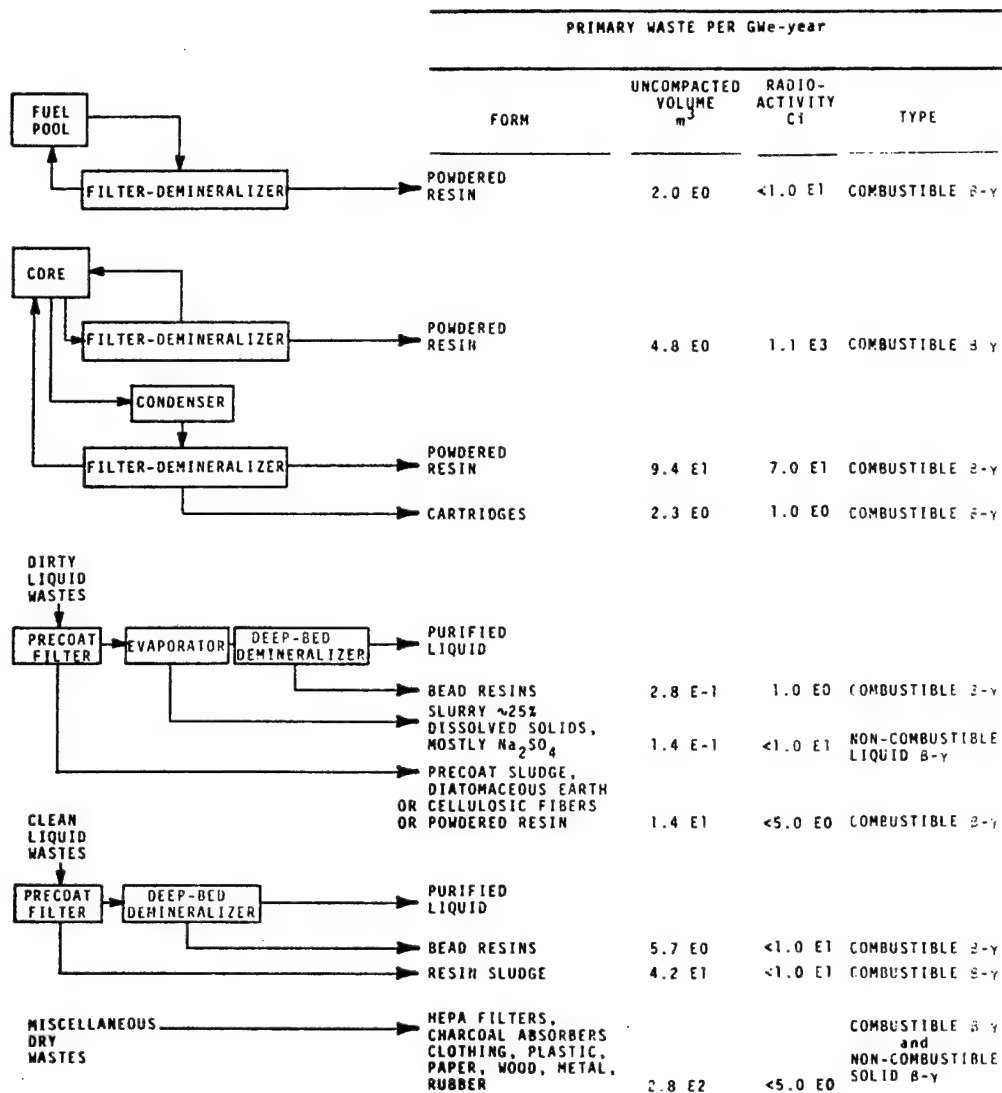 PRIMARY WASTE PER GWe-year
FORM
UNCOMPACTED
VOLUME
m³
RADIO-
ACTIVITY
Ci
TYPE
FUEL
POOL
FILTER-DEMINERALIZER
POWDERED
RESIN
2.0 E0 <1.0 E1 COMBUSTIBLE β-γ
CORE
FILTER-DEMINERALIZER
POWDERED
RESIN
4.8 E0 1.1 E3 COMBUSTIBLE β γ
CONDENSER
FILTER-DEMINERALIZER
POWDERED
RESIN
9.4 E1 7.0 E1 COMBUSTIBLE β-γ
CARTRIDGES 2.3 E0 1.0 E0 COMBUSTIBLE β-γ
DIRTY
LIQUID
WASTES
PRECOAT
FILTER
EVAPORATOR
DEEP-BED
DEMINERALIZER
PURIFIED
LIQUID
BEAD RESINS 2.8 E-1 1.0 E0 COMBUSTIBLE β-γ
SLURRY ~25%
DISSOLVED SOLIDS,
MOSTLY Na₂SO₄
1.4 E-1 <1.0 E1 NON-COMBUSTIBLE
LIQUID β-γ
PRECOAT SLUDGE,
DIATOMACEOUS EARTH
OR CELLULOSIC FIBERS
OR POWDERED RESIN 1.4 E1 <5.0 E0 COMBUSTIBLE β-γ
CLEAN
LIQUID
WASTES
PRECOAT
FILTER
DEEP-BED
DEMINERALIZER
PURIFIED
LIQUID
BEAD RESINS 5.7 E0 <1.0 E1 COMBUSTIBLE β-γ
RESIN SLUDGE 4.2 E1 <1.0 E1 COMBUSTIBLE β-γ
MISCELLANEOUS
DRY
WASTES
HEPA FILTERS,
CHARCOAL ABSORBERS
CLOTHING, PLASTIC,
PAPER, WOOD, METAL,
RUBBER
2.8 E2 <5.0 E0
COMBUSTIBLE β γ
and
NON-COMBUSTIBLE
SOLID β-γ